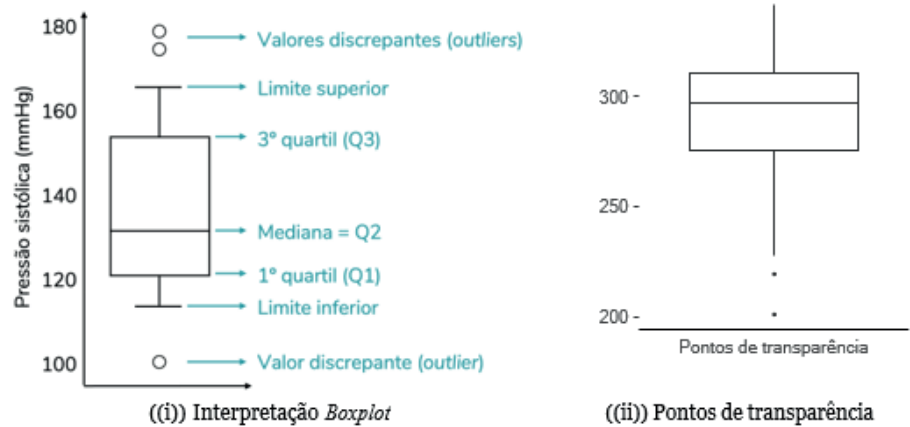 Pressão sistólica (mmHg)
180
160
140
120
100
Valores discrepantes (outliers)
Limite superior
3º quartil (Q3)
Mediana = Q2
1º quartil (Q1)
Limite inferior
Valor discrepante (outlier)
((i)) Interpretação Boxplot
300
250
200
Pontos de transparência
((ii)) Pontos de transparência